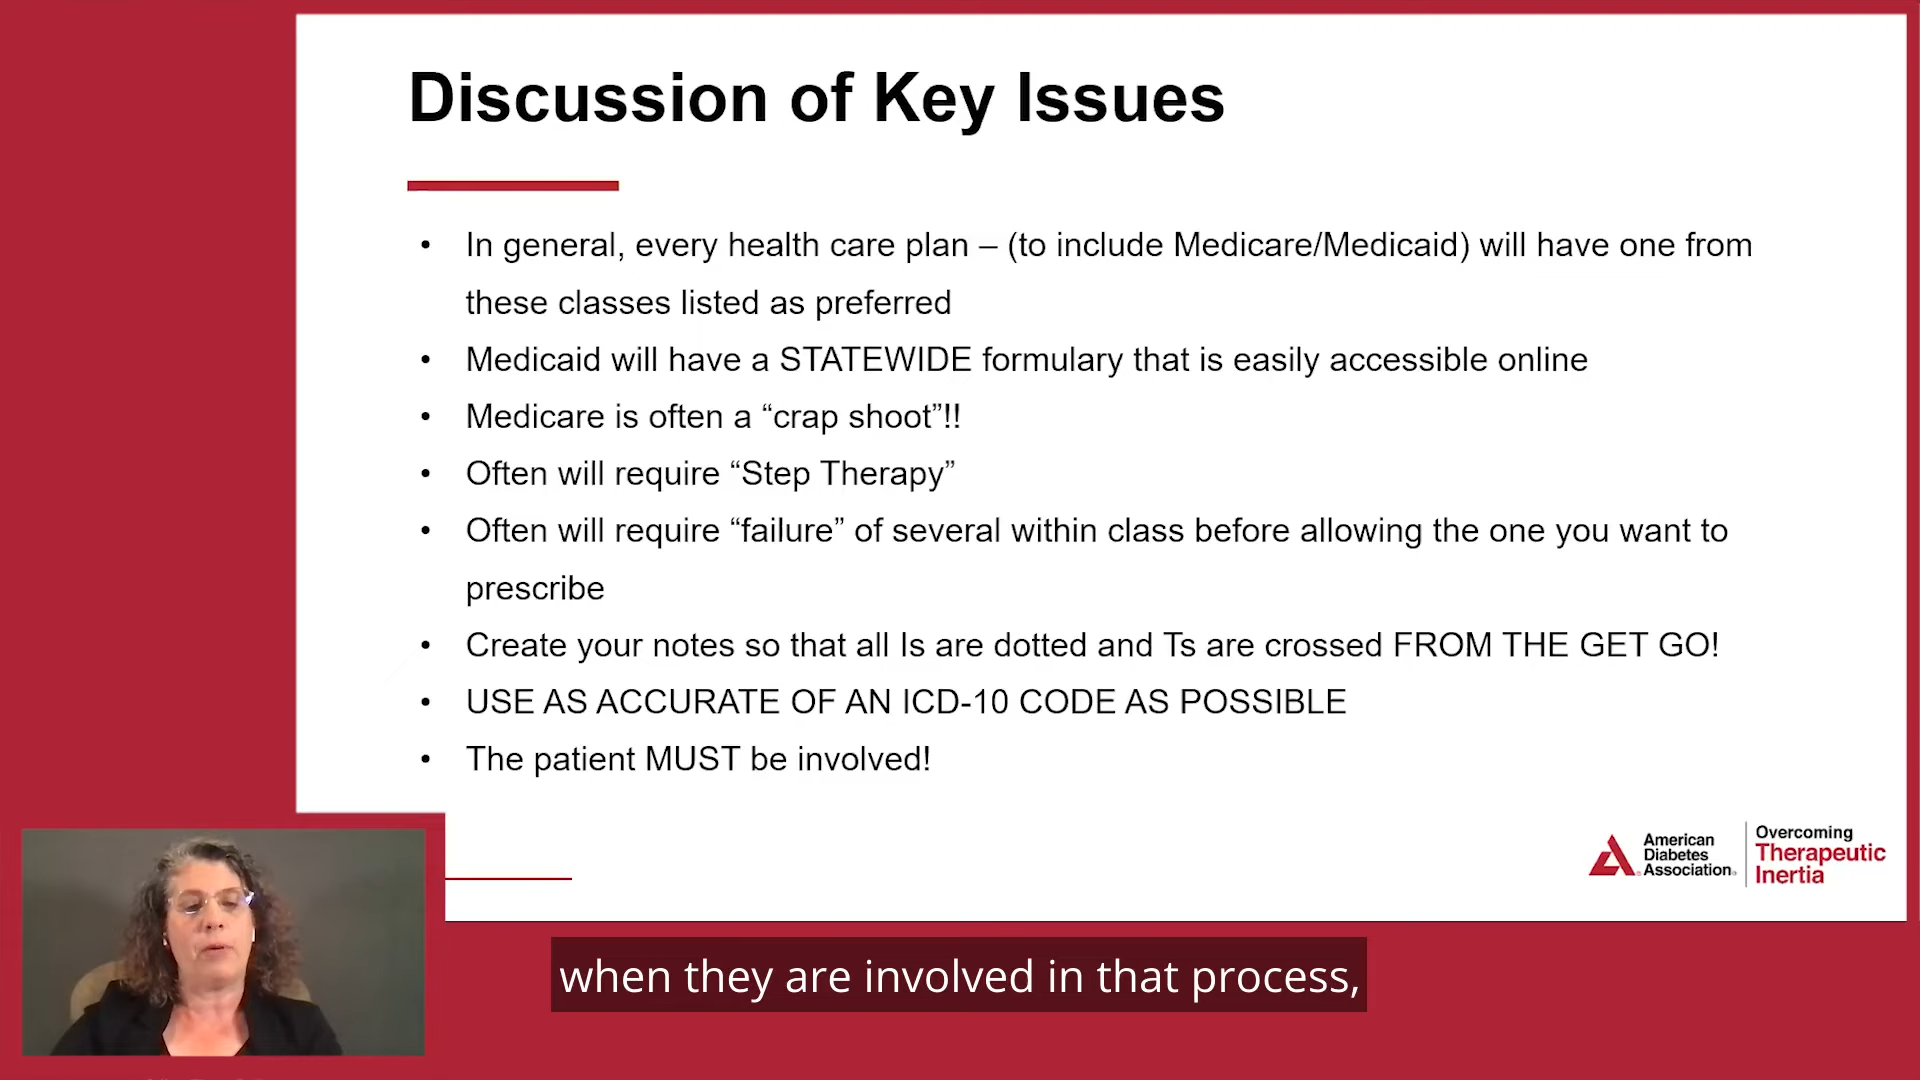 Discussion of Key Issues
• In general, every health care plan – (to include Medicare/Medicaid) will have one from
these classes listed as preferred
• Medicaid will have a STATEWIDE formulary that is easily accessible online
• Medicare is often a “crap shoot”!!
• Often will require “Step Therapy”
• Often will require “failure” of several within class before allowing the one you want to
prescribe
• Create your notes so that all Is are dotted and Ts are crossed FROM THE GET GO!
• USE AS ACCURATE OF AN ICD-10 CODE AS POSSIBLE
• The patient MUST be involved!
American
Diabetes
Association®
Overcoming
Therapeutic
Inertia
when they are involved in that process,